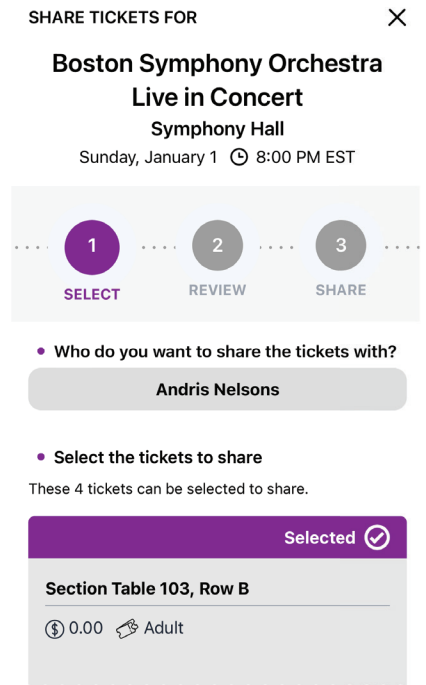 SHARE TICKETS FOR
Boston Symphony Orchestra
Live in Concert
Symphony Hall
Sunday, January 1 8:00 PM EST
1 2 3
SELECT REVIEW SHARE
• Who do you want to share the tickets with?
Andris Nelsons
• Select the tickets to share
These 4 tickets can be selected to share.
Selected
Section Table 103, Row B
$ 0.00 Adult